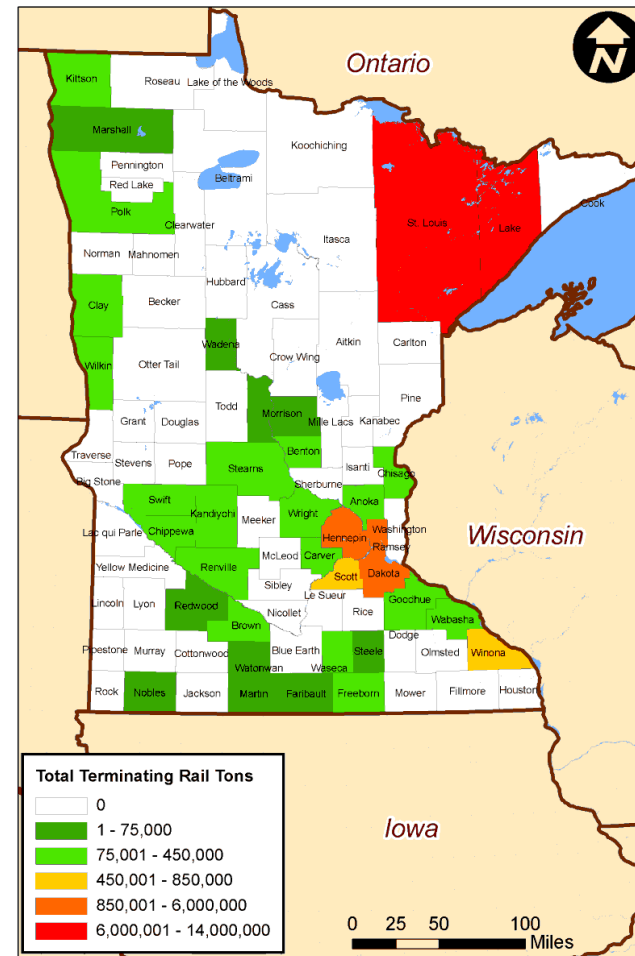 Ontario
N
Kittson
Roseau
Lake of the Woods
Marshall
Koochiching
Pennington
Beltrami
Red Lake
Polk
Clearwater
St. Louis
Lake
Cook
Itasca
Norman
Mahnomen
Hubbard
Cass
Clay
Becker
Wadena
Aitkin
Carlton
Crow Wing
Wilkin
Otter Tail
Todd
Pine
Morrison
Mille Lacs
Kanabec
Grant
Douglas
Benton
Traverse
Stevens
Pope
Stearns
Isanti
Chisago
Big Stone
Sherburne
Swift
Anoka
Kandiyohi
Wright
Meeker
Washington
Hennepin
Ramsey
Wisconsin
Lac qui Parle
Chippewa
McLeod
Carver
Yellow Medicine
Renville
Scott
Dakota
Sibley
Le Sueur
Goodhue
Lincoln
Lyon
Redwood
Nicollet
Rice
Wabasha
Brown
Dodge
Pipestone
Murray
Cottonwood
Blue Earth
Steele
Olmsted
Winona
Watonwan
Waseca
Rock
Nobles
Jackson
Martin
Faribault
Freeborn
Mower
Fillmore
Houston
Iowa
Total Terminating Rail Tons
0
1 - 75,000
75,001 - 450,000
450,001 - 850,000
850,001 - 6,000,000
6,000,001 - 14,000,000
0 25 50 100
Miles